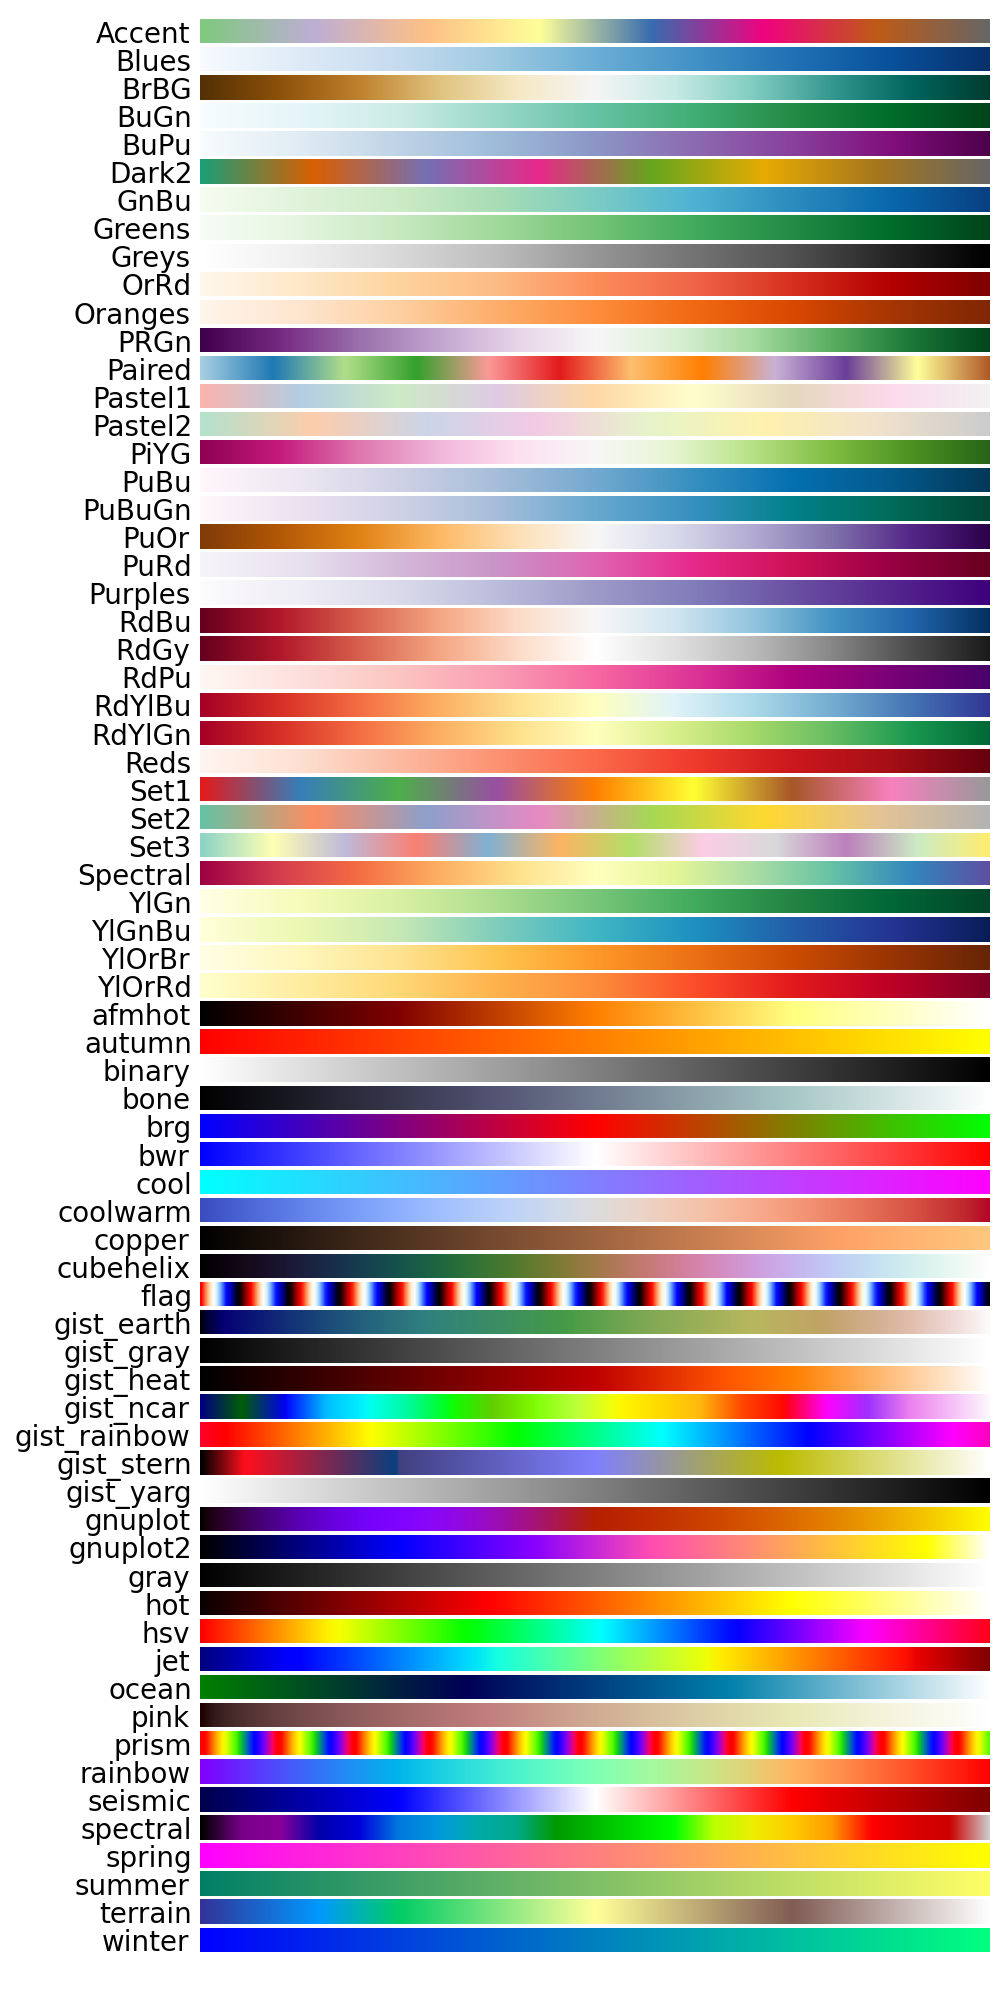 Accent
Blues
BrBG
BuGn
BuPu
Dark2
GnBu
Greens
Greys
OrRd
Oranges
PRGn
Paired
Pastel1
Pastel2
PiYG
PuBu
PuBuGn
PuOr
PuRd
Purples
RdBu
RdGy
RdPu
RdYlBu
RdYlGn
Reds
Set1
Set2
Set3
Spectral
YlGn
YlGnBu
YlOrBr
YlOrRd
afmhot
autumn
binary
bone
brg
bwr
cool
coolwarm
copper
cubehelix
flag
gist_earth
gist_gray
gist_heat
gist_ncar
gist_rainbow
gist_stern
gist_yarg
gnuplot
gnuplot2
gray
hot
hsv
jet
ocean
pink
prism
rainbow
seismic
spectral
spring
summer
terrain
winter